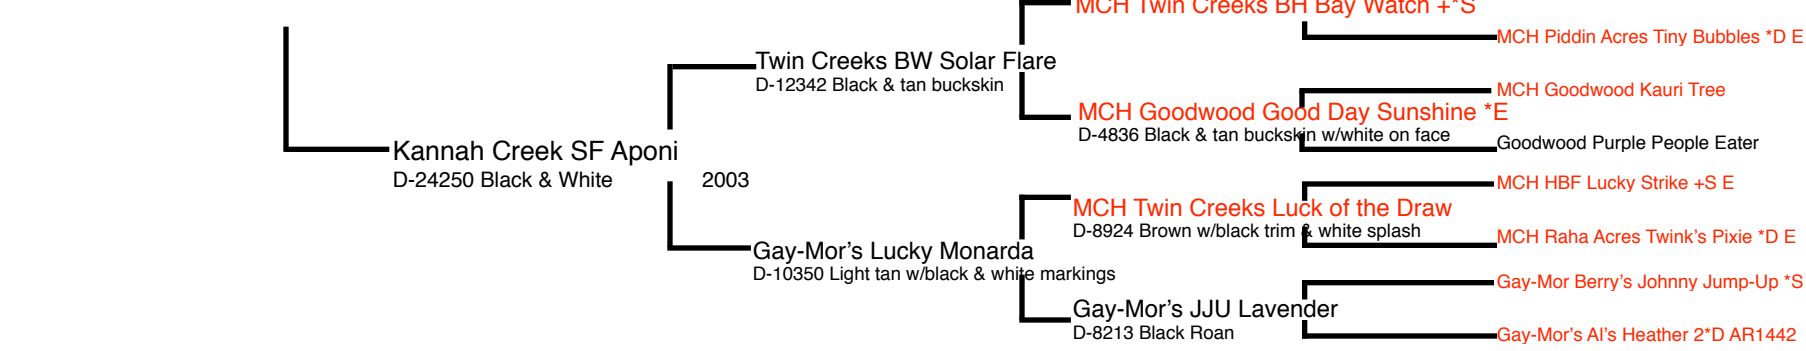 MCH Twin Creeks BH Bay Watch +*S
MCH Piddin Acres Tiny Bubbles *D E
Twin Creeks BW Solar Flare
D-12342 Black & tan buckskin
MCH Goodwood Kauri Tree
MCH Goodwood Good Day Sunshine *E
D-4836 Black & tan buckskin w/white on face
Goodwood Purple People Eater
Kannah Creek SF Aponi
D-24250 Black & White 2003
MCH HBF Lucky Strike +S E
MCH Twin Creeks Luck of the Draw
D-8924 Brown w/black trim & white splash
MCH Raha Acres Twink's Pixie *D E
Gay-Mor's Lucky Monarda
D-10350 Light tan w/black & white markings
Gay-Mor Berry's Johnny Jump-Up *S
Gay-Mor's JJU Lavender
D-8213 Black Roan
Gay-Mor's Al's Heather 2*D AR1442